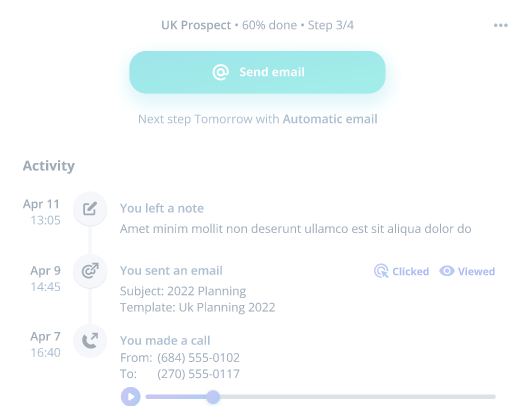 UK Prospect • 60% done • Step 3/4
Send email
Next step Tomorrow with Automatic email
Activity
Apr 11
13:05
You left a note
Amet minim mollit non deserunt ullamco est sit aliqua dolor do
Apr 9
14:45
You sent an email
Clicked
Viewed
Subject: 2022 Planning
Template: Uk Planning 2022
Apr 7
16:40
You made a call
From: (684) 555-0102
To: (270) 555-0117